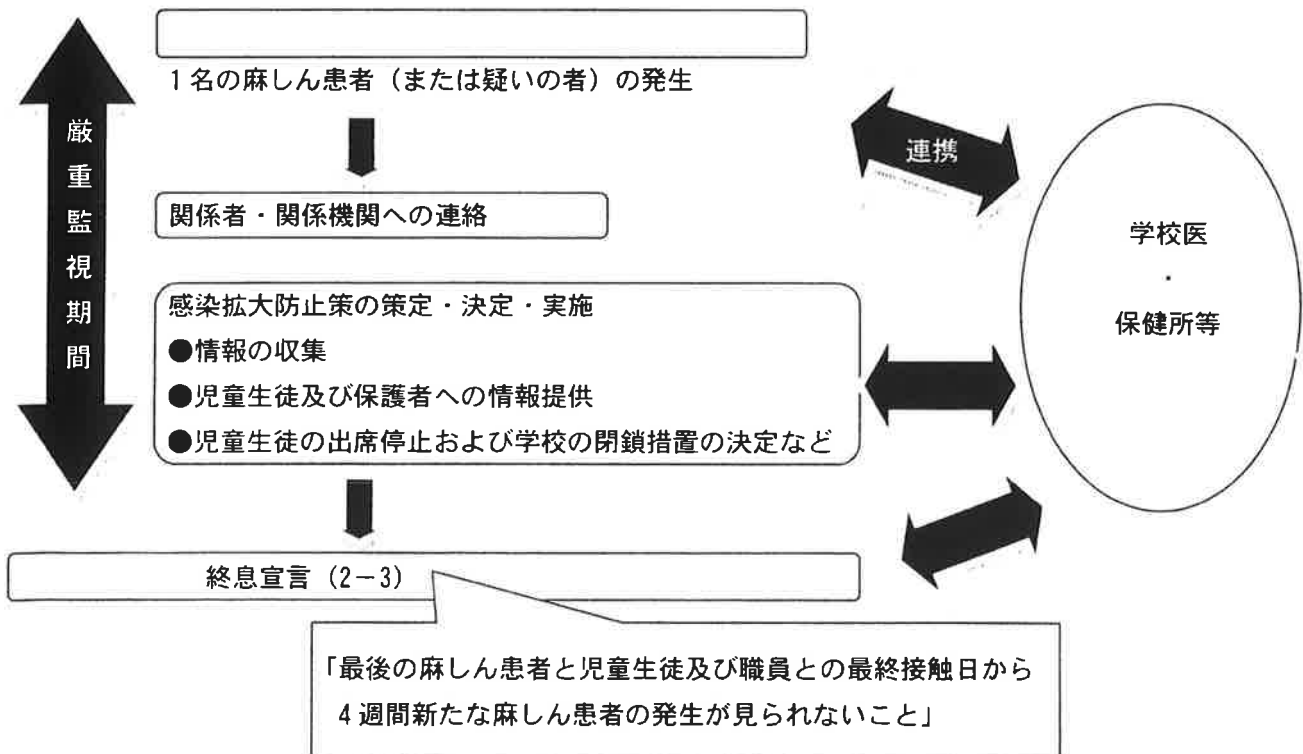 1名の麻しん患者（または疑いの者）の発生
厳重監視期間
連携
関係者・関係機関への連絡
学校医
・
保健所等
感染拡大防止策の策定・決定・実施
●情報の収集
●児童生徒及び保護者への情報提供
●児童生徒の出席停止および学校の閉鎖措置の決定など
終息宣言（2－3）
「最後の麻しん患者と児童生徒及び職員との最終接触日から
4週間新たな麻しん患者の発生が見られないこと」